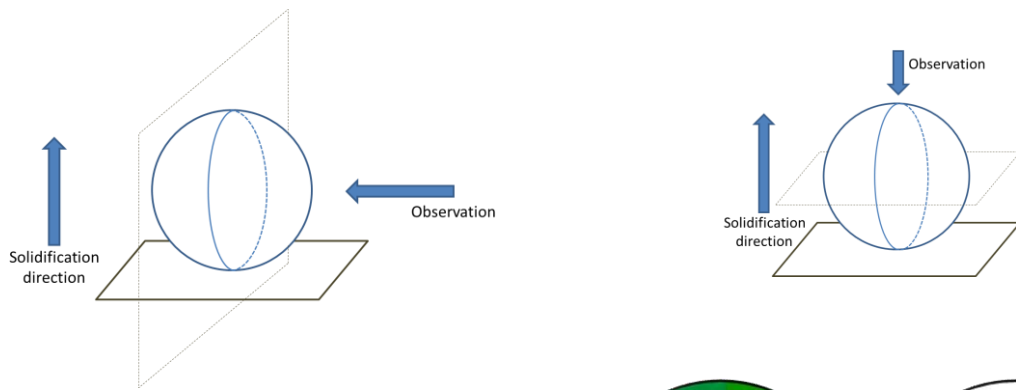 Solidification
direction
Observation
Observation
Solidification
direction